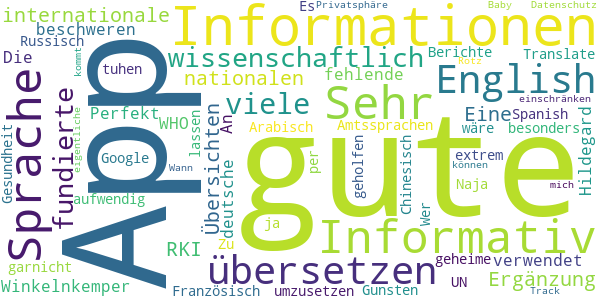 Es Privatsphäre Baby Datenschutz
internationale Informationen
beschweren
Russisch
Die tuhen wissenschaftlich Berichte Translate
kommt nationalen fehlende English Rotz
Sprache App viele Sehr einschränken
fundierte Perfekt WHO Eine Spanish
Gesundheit Google lassen An Arabisch Amtssprachen wäre besonders
eigentliche Wann Übersichten deutsche gute per geholfen Chinesisch extrem Hildegard
können
aufwendig Naja mich
Zu ja Wer
garnicht RKI Informativ
übersetzen geheime verwendet
Winkelnkemper UN Ergänzung
Französisch umzusetzen Gunsten Track